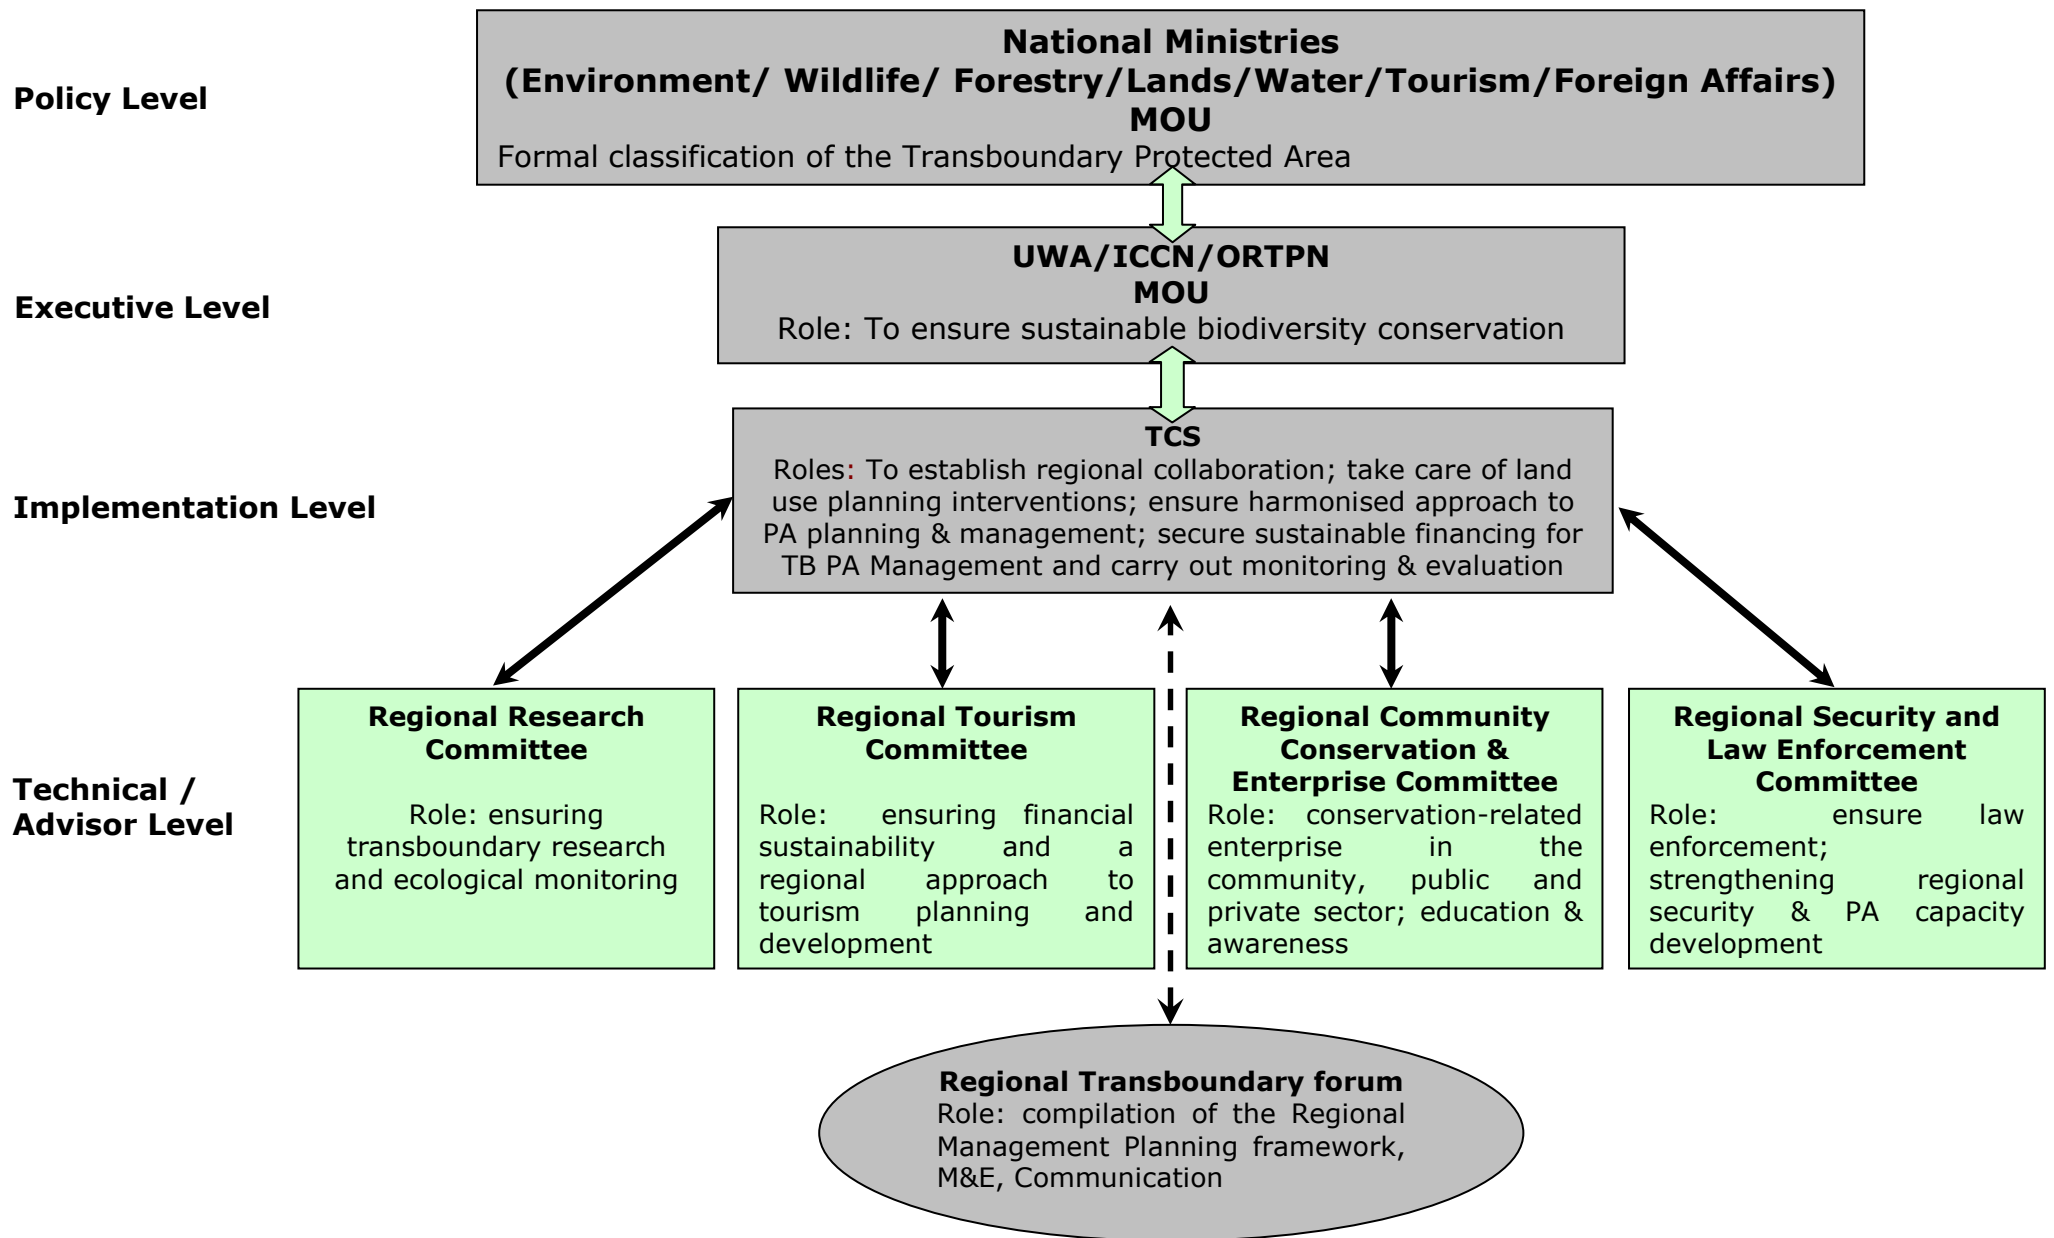 Policy Level
National Ministries
(Environment/ Wildlife/ Forestry/Lands/Water/Tourism/Foreign Affairs)
MOU
Formal classification of the Transboundary Protected Area
Executive Level
UWA/ICCN/ORTPN
MOU
Role: To ensure sustainable biodiversity conservation
Implementation Level
TCS
Roles: To establish regional collaboration; take care of land
use planning interventions; ensure harmonised approach to
PA planning & management; secure sustainable financing for
TB PA Management and carry out monitoring & evaluation
Technical /
Advisor Level
Regional Research
Committee
Role: ensuring
transboundary research
and ecological monitoring
Regional Tourism
Committee
Role: ensuring financial
sustainability and a
regional approach to
tourism planning and
development
Regional Community
Conservation &
Enterprise Committee
Role: conservation-related
enterprise in the
community, public and
private sector; education &
awareness
Regional Security and
Law Enforcement
Committee
Role: ensure law
enforcement;
strengthening regional
security & PA capacity
development
Regional Transboundary forum
Role: compilation of the Regional
Management Planning framework,
M&E, Communication